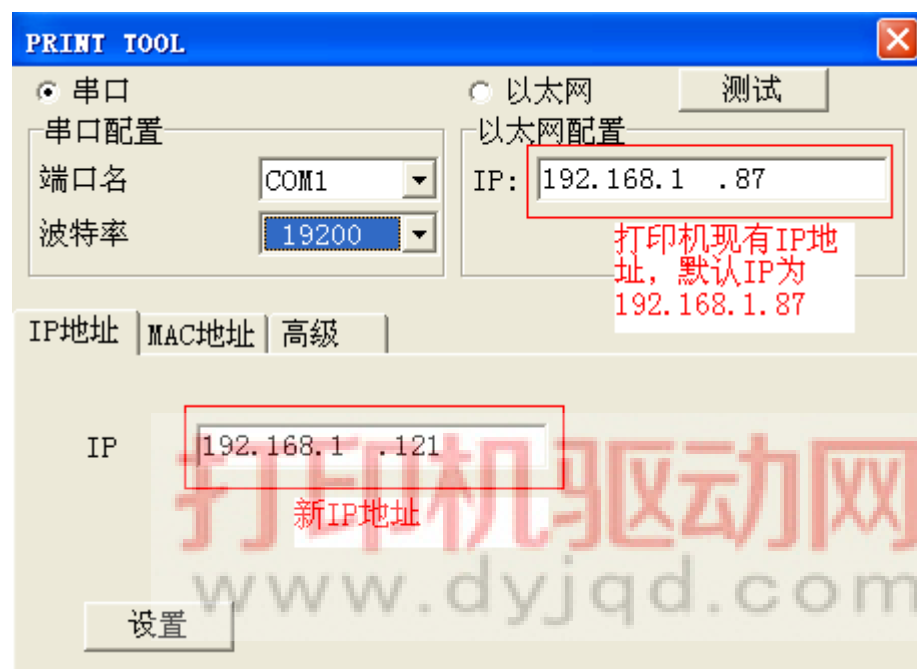 PRINT TOOL
串口
以太网
测试
串口配置
以太网配置
端口名
COM1
IP:
192.168.1 .87
波特率
19200
打印机现有IP地
址，默认IP为
192.168.1.87
IP地址
MAC地址
高级
IP
192.168.1 .121
新IP地址
打印机驱动网
www.dyjqd.com
设置